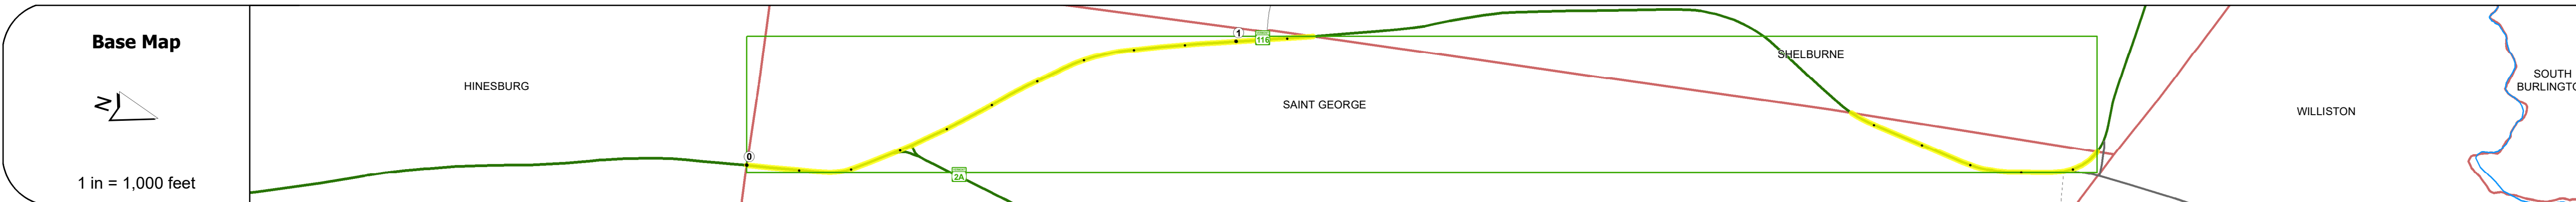 Base Map
N
1 in = 1,000 feet
HINESBURG
0
2A
1
116
SAINT GEORGE
SHELBURNE
WILLISTON
SOUTH
BURLINGTO